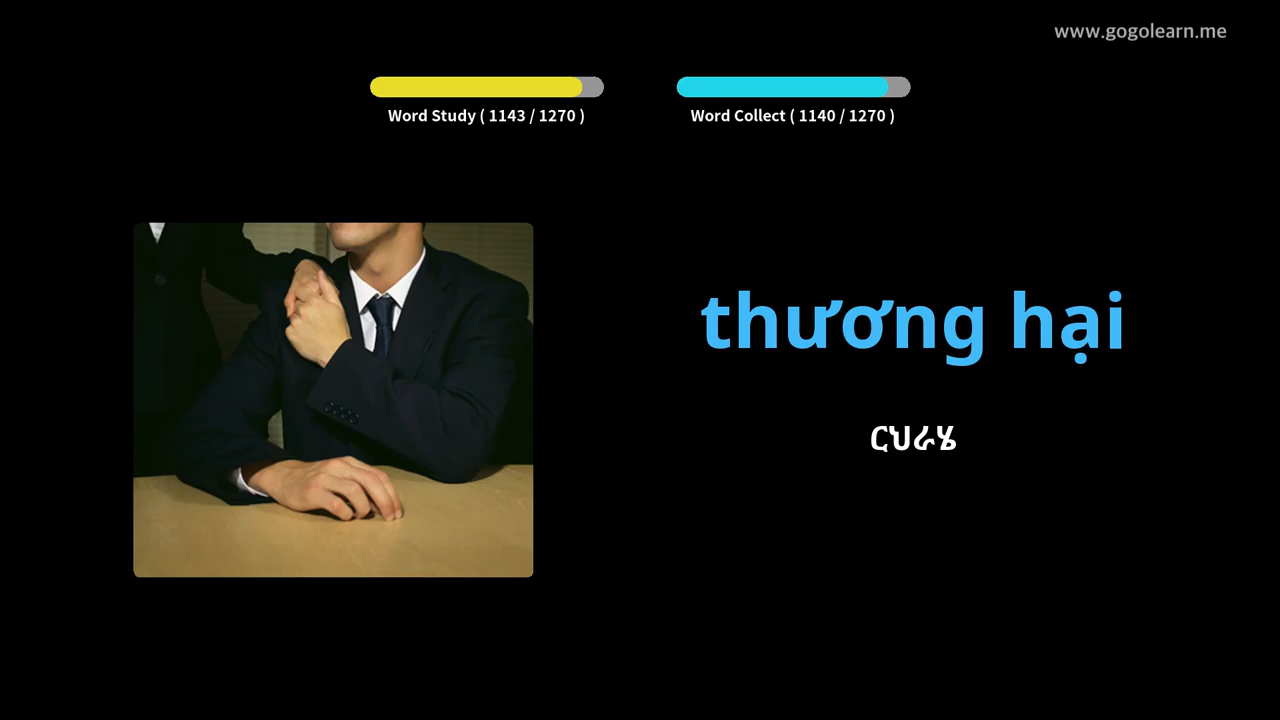 www.gogolearn.me
Word Study ( 1143 / 1270 )
Word Collect ( 1140 / 1270 )
thương hại
ርህራሄ